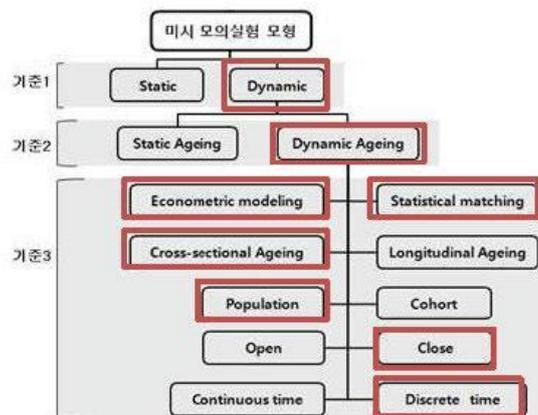 미시 모의실험 모형
기준1
Static
Dynamic
기준2
Static Ageing
Dynamic Ageing
기준3
Econometric modeling
Statistical matching
Cross-sectional Ageing
Longitudinal Ageing
Population
Cohort
Open
Close
Continuous time
Discrete time